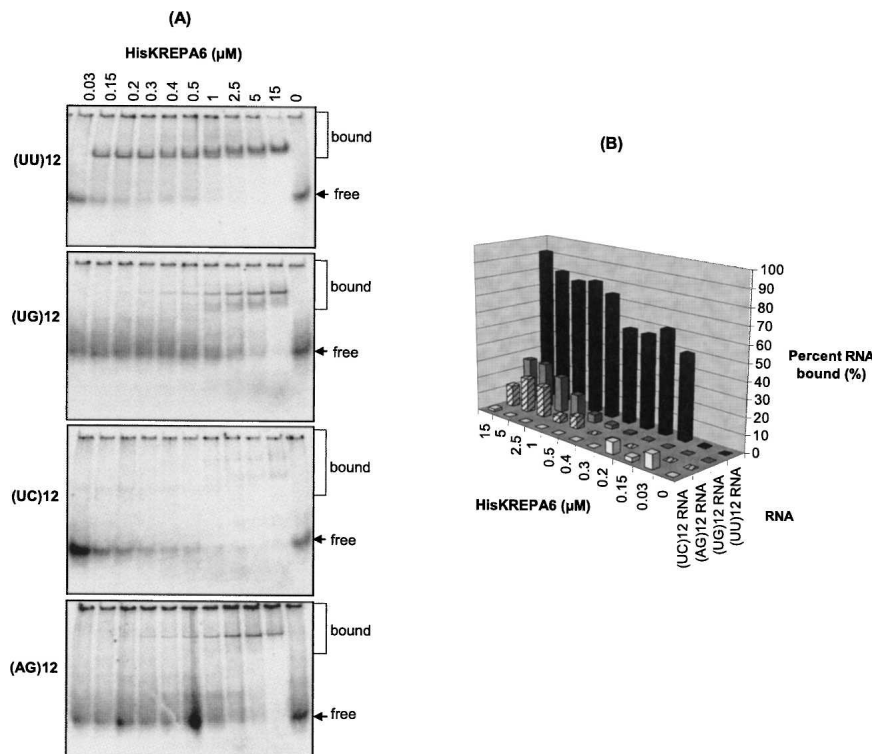 (A)
HisKREPA6 (µM)
0.03 0.15 0.2 0.3 0.4 0.5 1 2.5 5 15 0
(UU)12
bound
free
(UG)12
bound
free
(UC)12
bound
free
(AG)12
bound
free
(B)
100
90
80
70
60
50
40
30
20
10
0
Percent RNA
bound (%)
15 5 2.5 1 0.5 0.4 0.3 0.2 0.15 0.03 0
HisKREPA6 (µM)
(UC)12 RNA
(AG)12 RNA
(UG)12 RNA
(UU)12 RNA
RNA